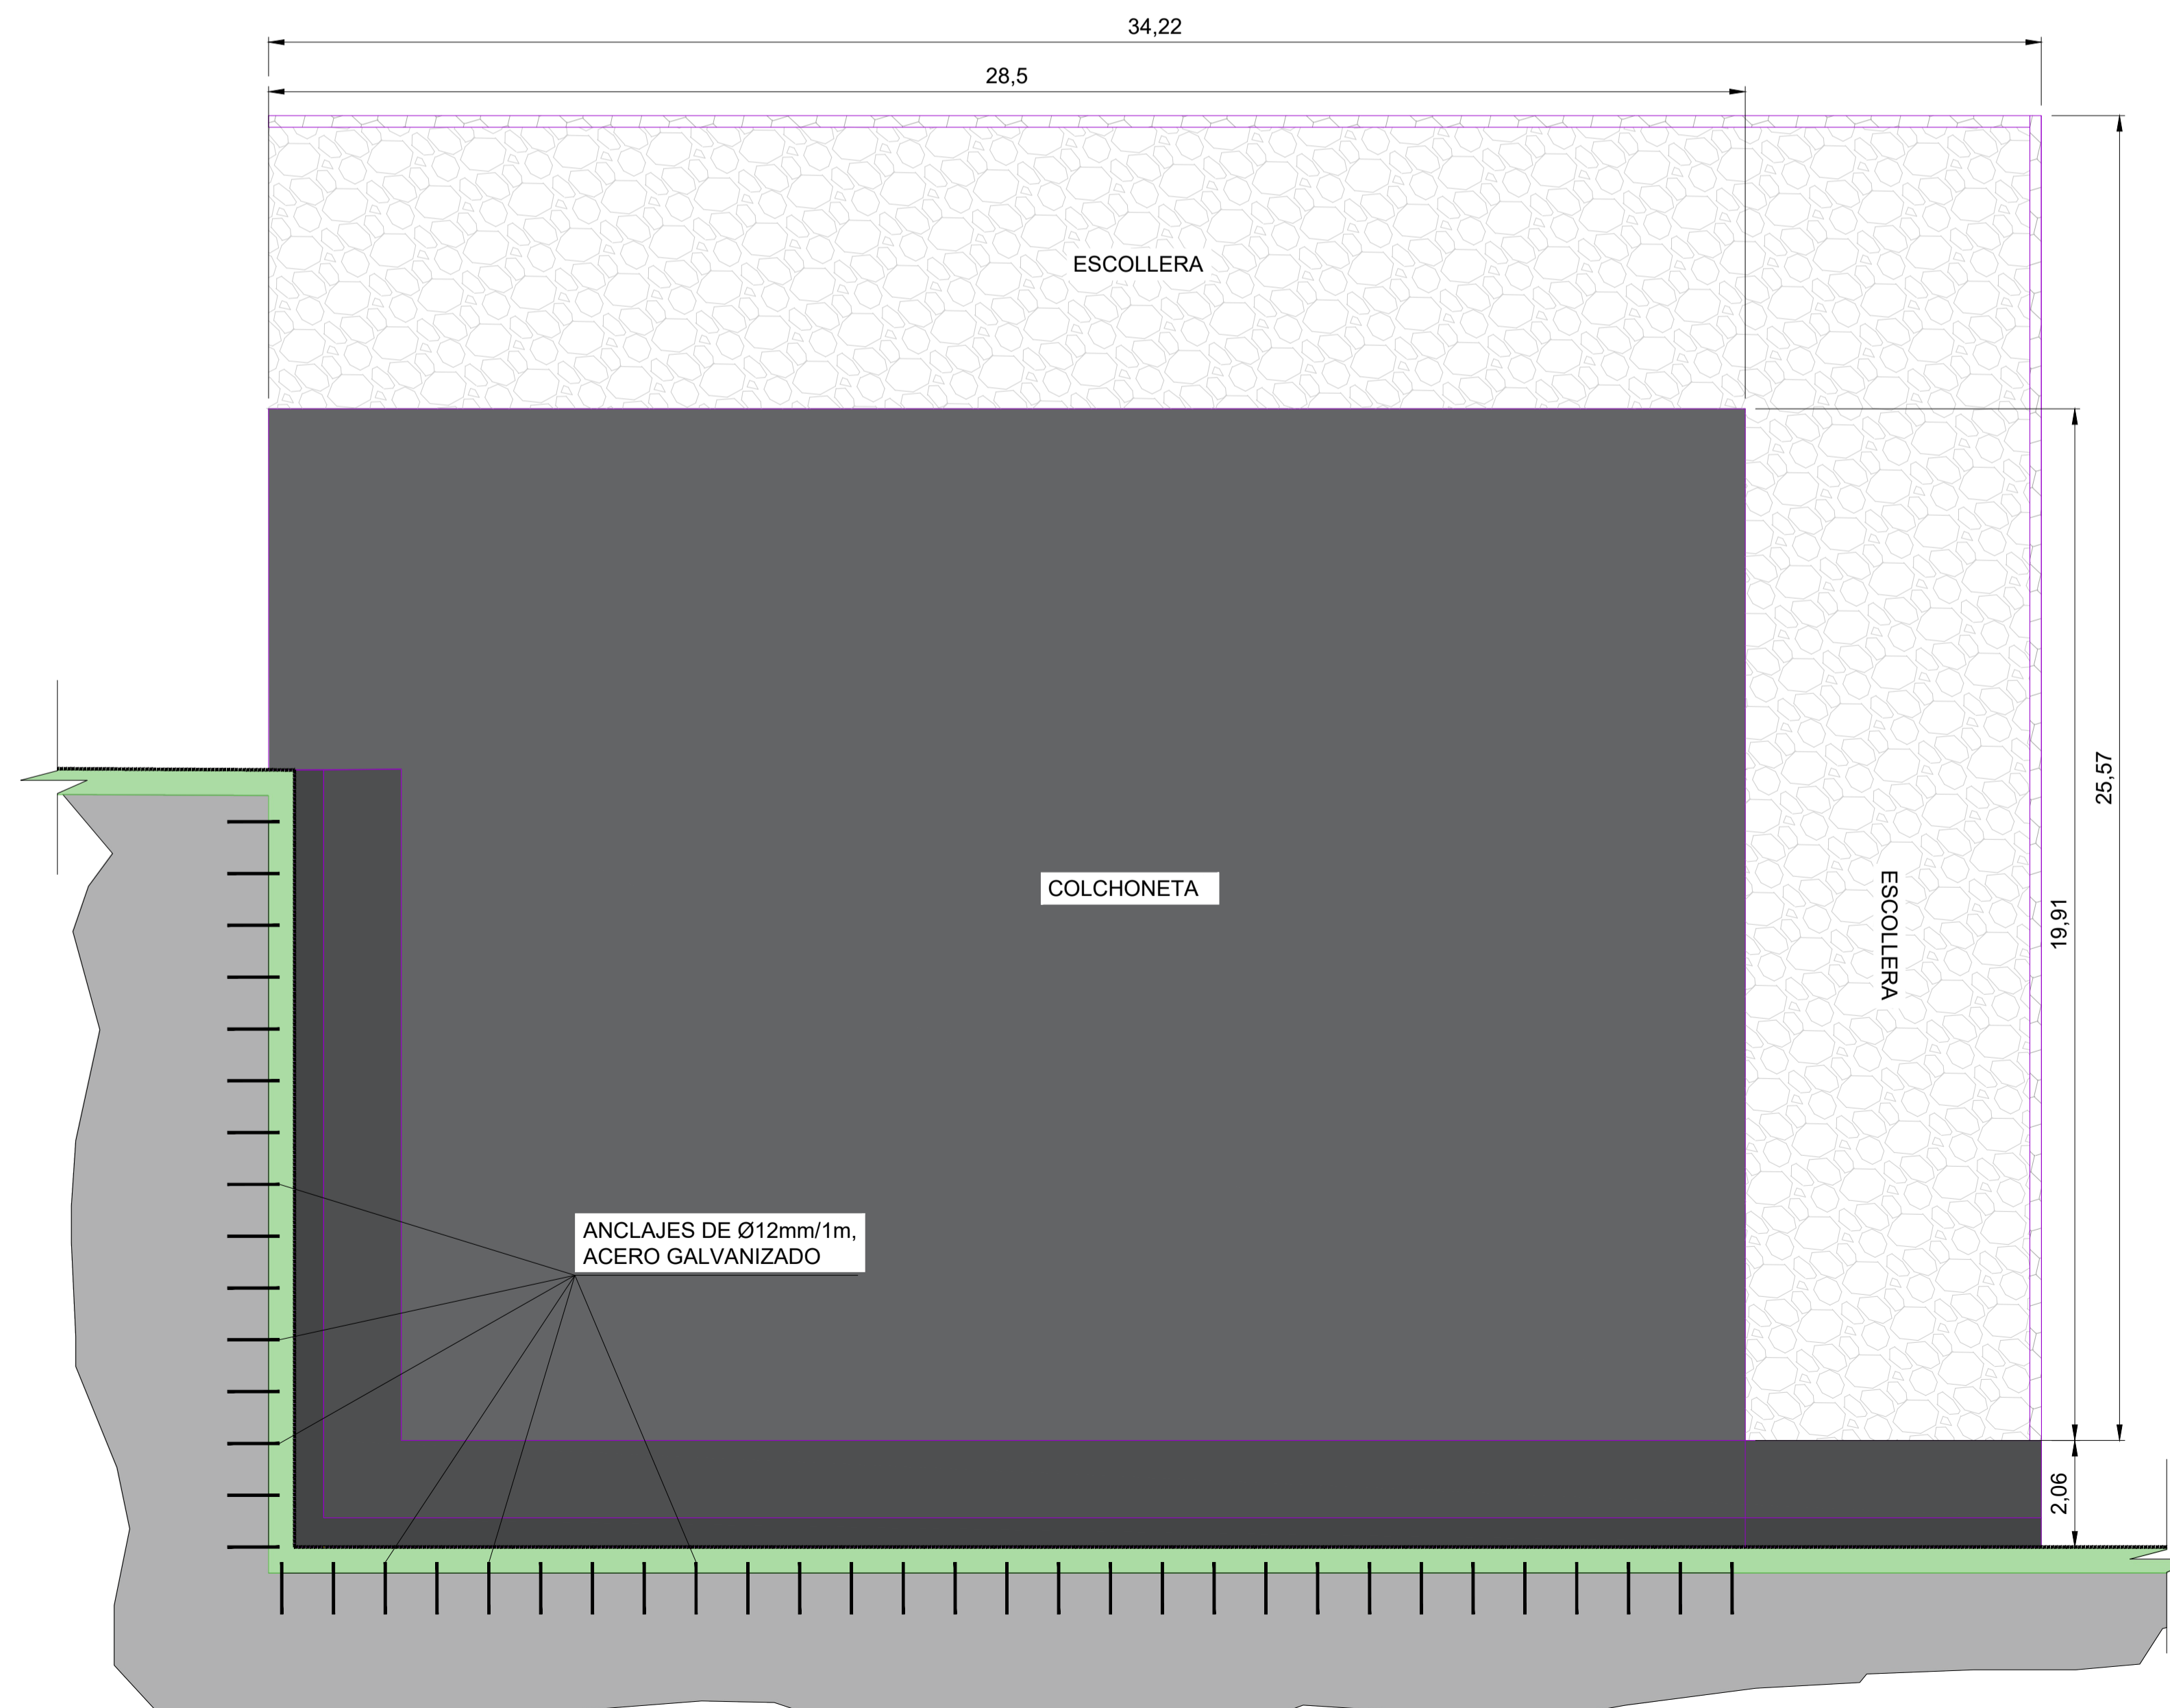 34,22
28,5
ESCOLLERA
25,57
COLCHONETA
ESCOLLERA
19,91
ANCLAJES DE Ø12mm/1m,
ACERO GALVANIZADO
2,06